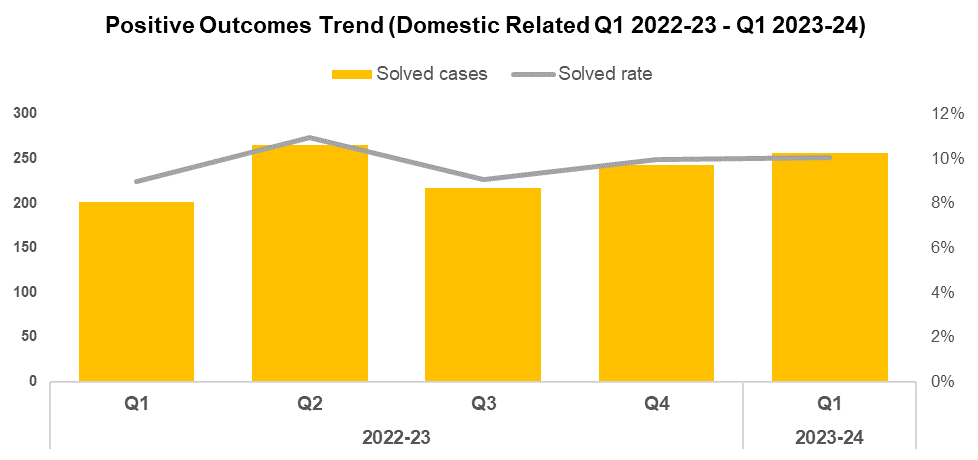 Positive Outcomes Trend (Domestic Related Q1 2022-23 - Q1 2023-24)
Solved cases Solved rate
300 12%
250 10%
200 8%
150 6%
100 4%
50 2%
0 0%
Q1 Q2 Q3 Q4 Q1
2022-23 2023-24